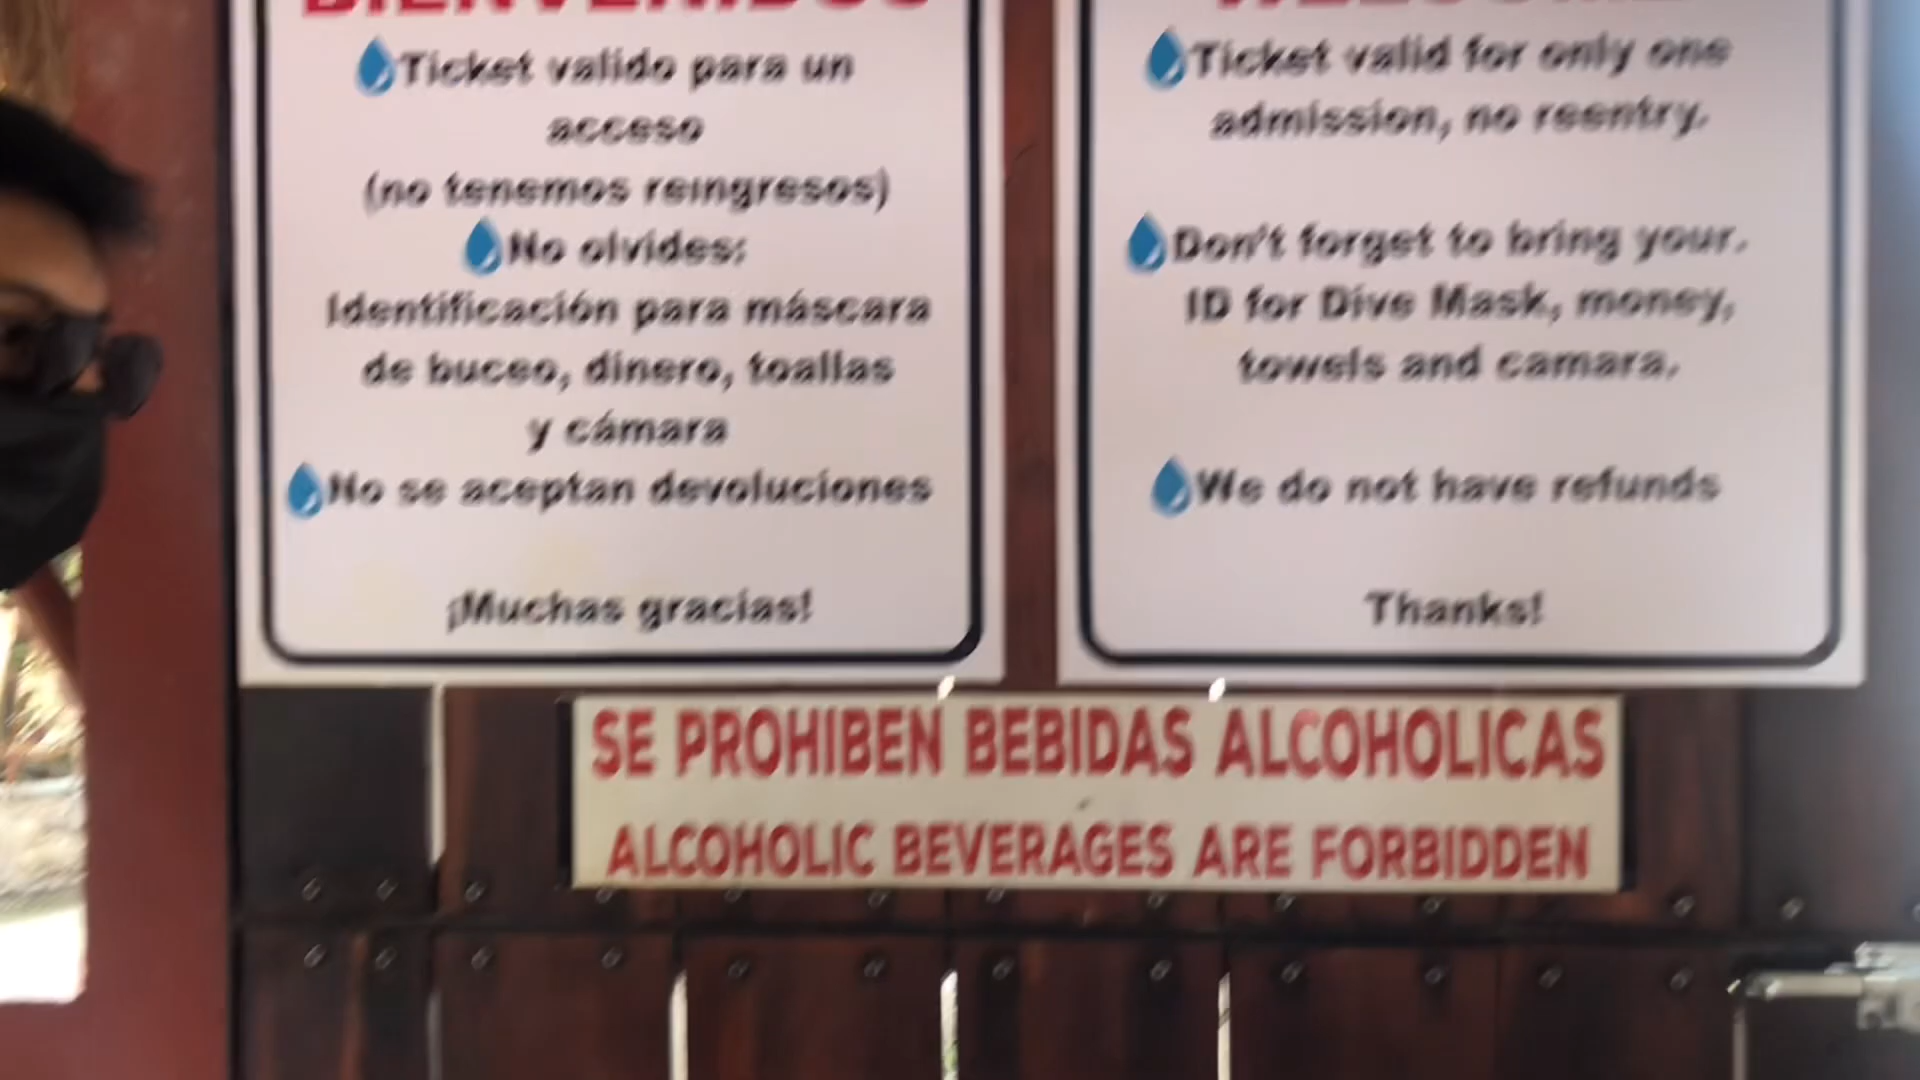 BIENVENIDOS
Ticket valido para un
acceso
(no tenemos reingresos)
No olvides:
Identificación para máscara
de buceo, dinero, toallas
y cámara
No se aceptan devoluciones
¡Muchas gracias!
WELCOME
Ticket valid for only one
admission, no reentry.
Don't forget to bring your.
ID for Dive Mask, money,
towels and camara.
We do not have refunds
Thanks!
SE PROHIBEN BEBIDAS ALCOHOLICAS
ALCOHOLIC BEVERAGES ARE FORBIDDEN